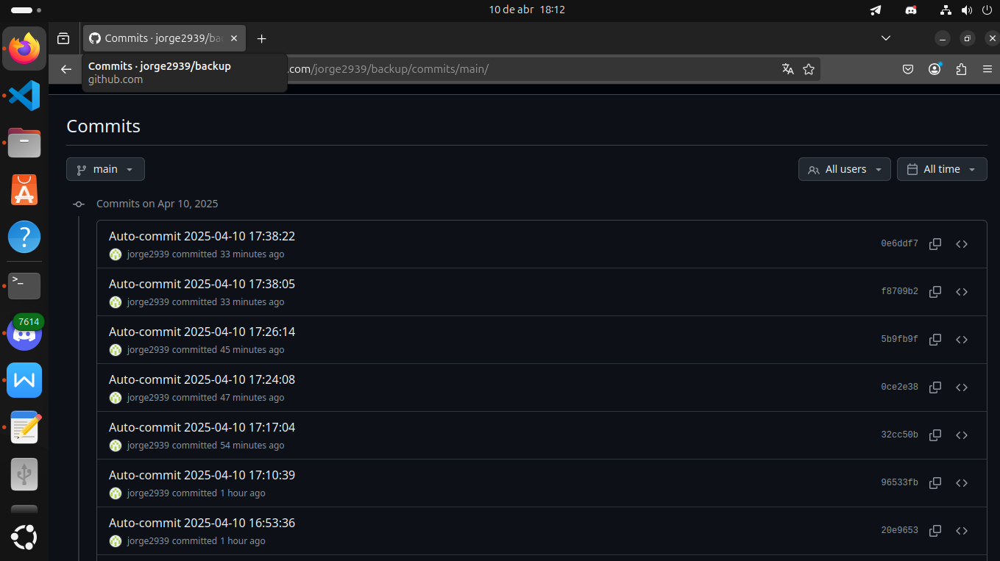 10 de abr 18:12
Commits · jorge2939/bac
Commits · jorge2939/backup
github.com
.com/jorge2939/backup/commits/main/
Commits
main
All users
All time
Commits on Apr 10, 2025
Auto-commit 2025-04-10 17:38:22
jorge2939 committed 33 minutes ago
0e6ddf7
Auto-commit 2025-04-10 17:38:05
jorge2939 committed 33 minutes ago
f8709b2
Auto-commit 2025-04-10 17:26:14
jorge2939 committed 45 minutes ago
5b9fb9f
Auto-commit 2025-04-10 17:24:08
jorge2939 committed 47 minutes ago
0ce2e38
Auto-commit 2025-04-10 17:17:04
jorge2939 committed 54 minutes ago
32cc50b
Auto-commit 2025-04-10 17:10:39
jorge2939 committed 1 hour ago
96533fb
Auto-commit 2025-04-10 16:53:36
jorge2939 committed 1 hour ago
20e9653
7614